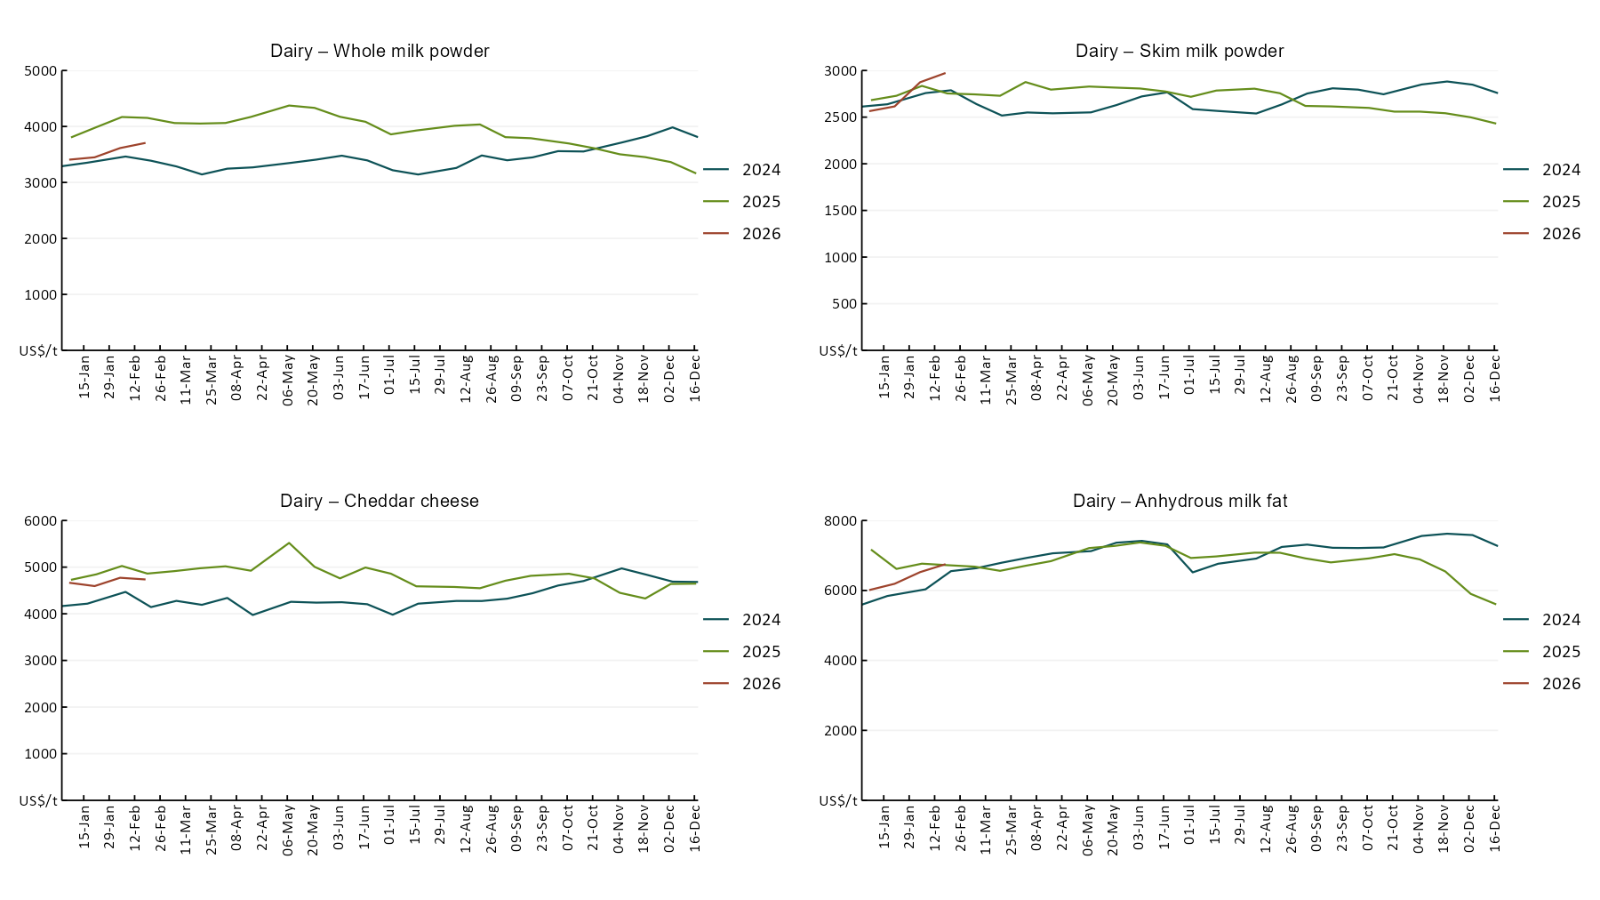 Dairy – Whole milk powder
5000
4000
3000
2000
1000
US$/t
15-Jan
29-Jan
12-Feb
26-Feb
11-Mar
25-Mar
08-Apr
22-Apr
06-May
20-May
03-Jun
17-Jun
01-Jul
15-Jul
29-Jul
12-Aug
26-Aug
09-Sep
23-Sep
07-Oct
21-Oct
04-Nov
18-Nov
02-Dec
16-Dec
2024
2025
2026
Dairy – Skim milk powder
3000
2500
2000
1500
1000
500
US$/t
15-Jan
29-Jan
12-Feb
26-Feb
11-Mar
25-Mar
08-Apr
22-Apr
06-May
20-May
03-Jun
17-Jun
01-Jul
15-Jul
29-Jul
12-Aug
26-Aug
09-Sep
23-Sep
07-Oct
21-Oct
04-Nov
18-Nov
02-Dec
16-Dec
2024
2025
2026
Dairy – Cheddar cheese
6000
5000
4000
3000
2000
1000
US$/t
15-Jan
29-Jan
12-Feb
26-Feb
11-Mar
25-Mar
08-Apr
22-Apr
06-May
20-May
03-Jun
17-Jun
01-Jul
15-Jul
29-Jul
12-Aug
26-Aug
09-Sep
23-Sep
07-Oct
21-Oct
04-Nov
18-Nov
02-Dec
16-Dec
2024
2025
2026
Dairy – Anhydrous milk fat
8000
6000
4000
2000
US$/t
15-Jan
29-Jan
12-Feb
26-Feb
11-Mar
25-Mar
08-Apr
22-Apr
06-May
20-May
03-Jun
17-Jun
01-Jul
15-Jul
29-Jul
12-Aug
26-Aug
09-Sep
23-Sep
07-Oct
21-Oct
04-Nov
18-Nov
02-Dec
16-Dec
2024
2025
2026